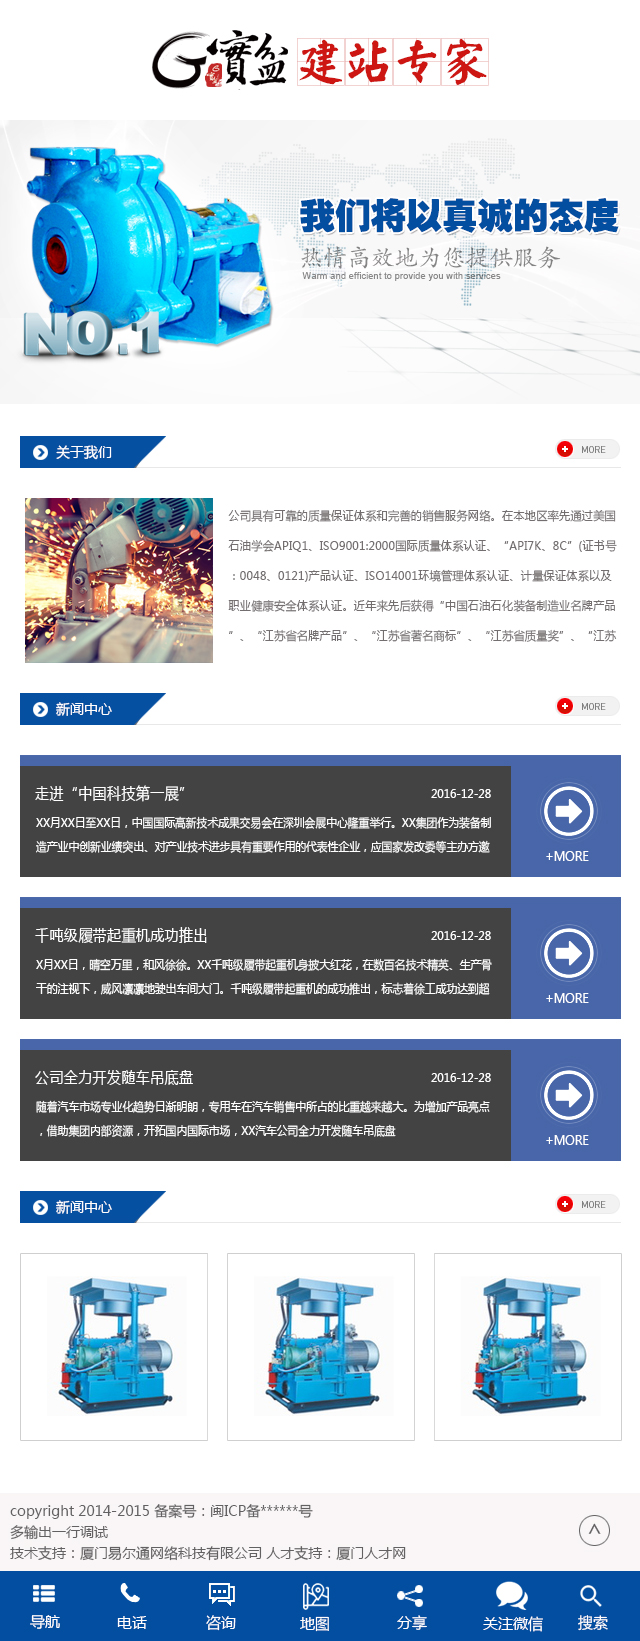 G寶盆 建站专家
我们将以真诚的态度
热情高效地为您提供服务
Warm and efficient to provide you with services
NO.1
关于我们
MORE
公司具有可靠的质量保证体系和完善的销售服务网络。在本地区率先通过美国
石油学会APIQ1、ISO9001:2000国际质量体系认证、“API7K、8C”(证书号
：0048、0121)产品认证、ISO14001环境管理体系认证、计量保证体系以及
职业健康安全体系认证。近年来先后获得“中国石油石化装备制造业名牌产品
”、“江苏省名牌产品”、“江苏省著名商标”、“江苏省质量奖”、“江苏
新闻中心
MORE
走进“中国科技第一展”
2016-12-28
XX月XX日至XX日，中国国际高新技术成果交易会在深圳会展中心隆重举行。XX集团作为装备制
造产业中创新业绩突出、对产业技术进步具有重要作用的代表性企业，应国家发改委等主办方邀
+MORE
千吨级履带起重机成功推出
2016-12-28
X月XX日，晴空万里，和风徐徐。XX千吨级履带起重机身披大红花，在数百名技术精英、生产骨
干的注视下，威风凛凛地驶出车间大门。千吨级履带起重机的成功推出，标志着徐工成功达到超
+MORE
公司全力开发随车吊底盘
2016-12-28
随着汽车市场专业化趋势日渐明朗，专用车在汽车销售中所占的比重越来越大。为增加产品亮点
，借助集团内部资源，开拓国内国际市场，XX汽车公司全力开发随车吊底盘
+MORE
新闻中心
MORE
copyright 2014-2015 备案号：闽ICP备******号
多输出一行调试
技术支持：厦门易尔通网络科技有限公司 人才支持：厦门人才网
导航 电话 咨询 地图 分享 关注微信 搜索